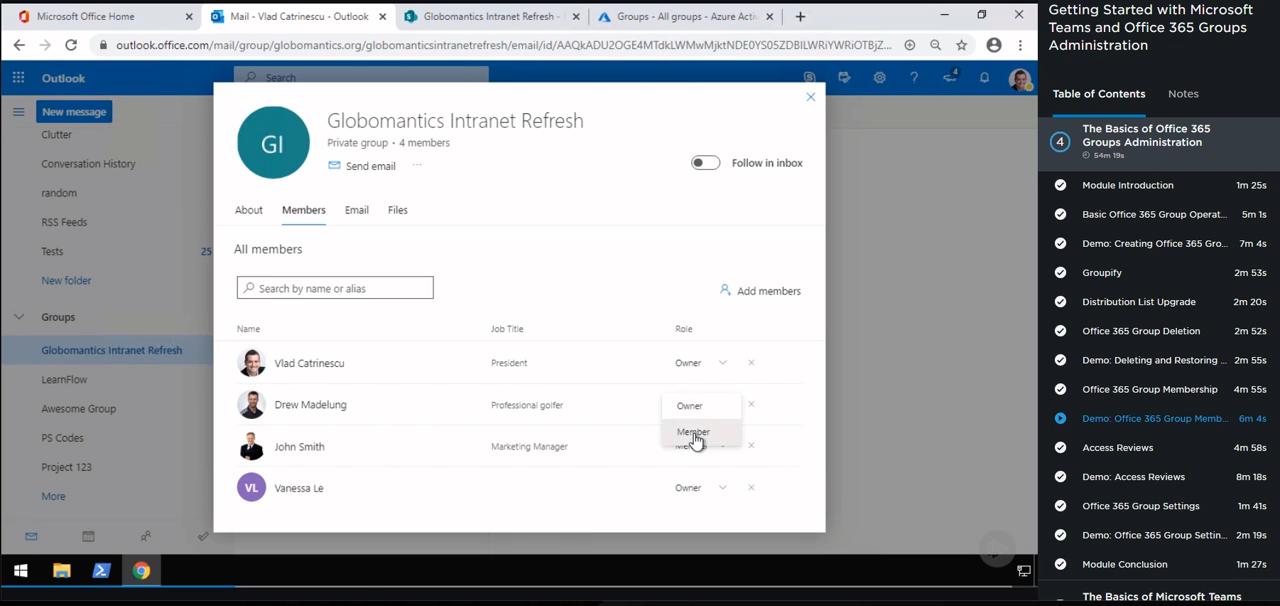 Microsoft Office Home
Mail - Vlad Catrinescu - Outlook
Globomantics Intranet Refresh -
Groups - All groups - Azure Acti
outlook.office.com/mail/group/globomantics.org/globomanticsintranetrefresh/email/id/
Outlook
Search
4
New message
Clutter
Conversation History
random
RSS Feeds
Tests 25
New folder
Groups
Globomantics Intranet Refresh
LearnFlow
Awesome Group
PS Codes
Project 123
More
GI
Globomantics Intranet Refresh
Private group • 4 members
Send email ...
Follow in inbox
About Members Email Files
All members
Search by name or alias
Add members
Name Job Title Role
Vlad Catrinescu President Owner
Drew Madelung Professional golfer
Owner
Member
John Smith Marketing Manager
VL Vanessa Le Owner
Getting Started with Microsoft
Teams and Office 365 Groups
Administration
Table of Contents Notes
4
The Basics of Office 365
Groups Administration
54m 19s
Module Introduction 1m 25s
Basic Office 365 Group Operat... 5m 1s
Demo: Creating Office 365 Gro... 7m 4s
Groupify 2m 53s
Distribution List Upgrade 2m 20s
Office 365 Group Deletion 2m 52s
Demo: Deleting and Restoring ... 2m 55s
Office 365 Group Membership 4m 55s
Demo: Office 365 Group Memb... 6m 4s
Access Reviews 4m 58s
Demo: Access Reviews 8m 18s
Office 365 Group Settings 1m 41s
Demo: Office 365 Group Settin... 2m 19s
Module Conclusion 1m 27s
The Basics of Microsoft Teams